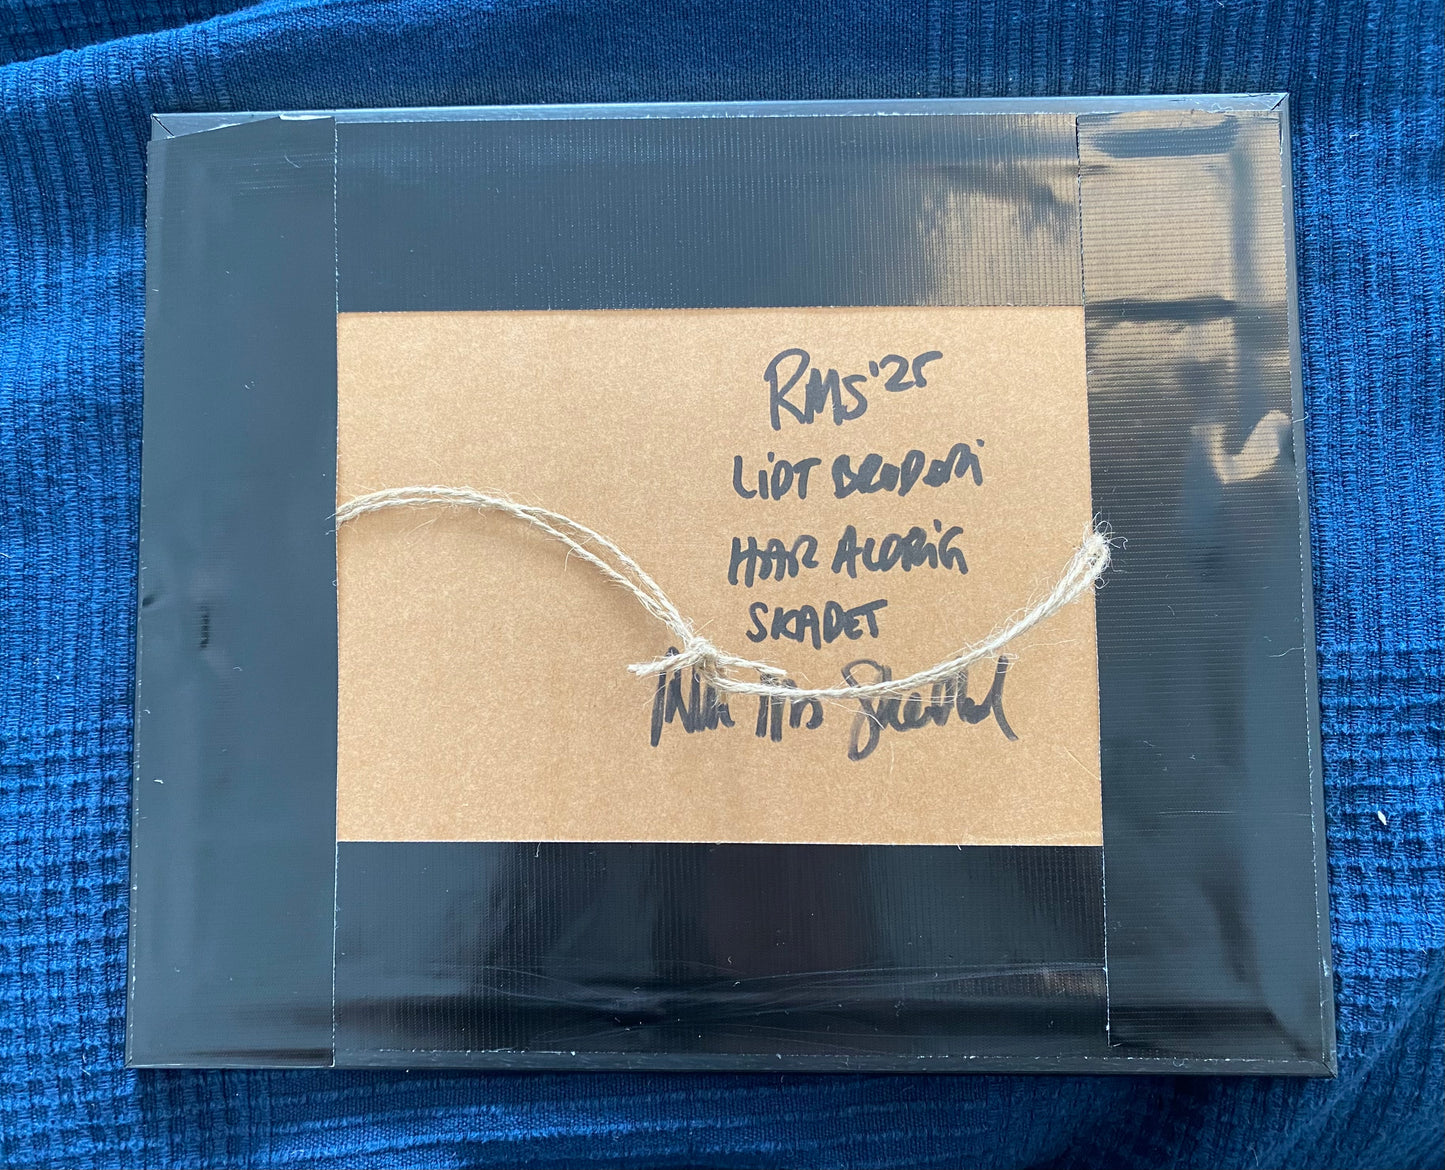 RMS '25
LIDT BRODERI
HAR ALDRIG
SKADET